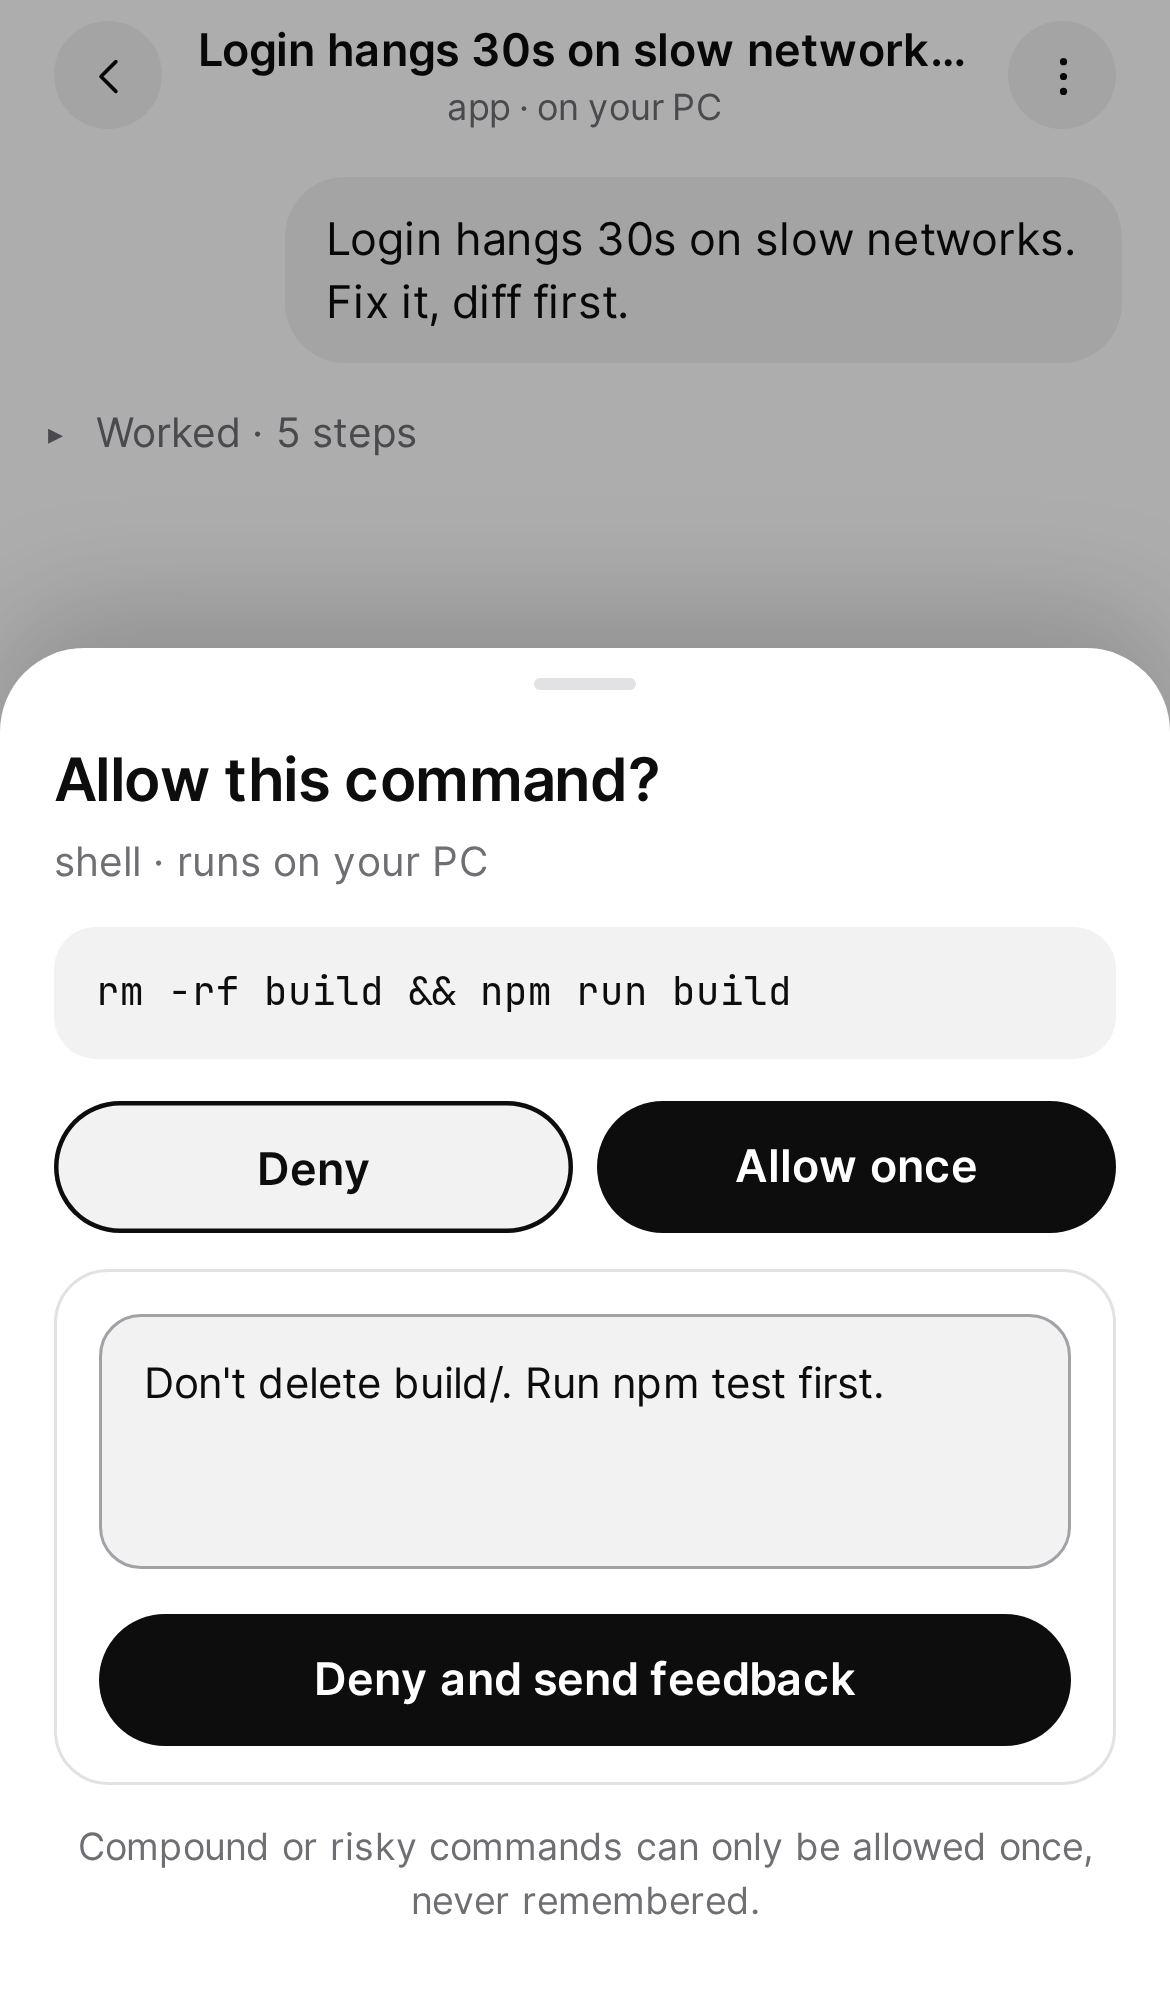 Login hangs 30s on slow network…
app · on your PC
Login hangs 30s on slow networks.
Fix it, diff first.
▸ Worked · 5 steps
Allow this command?
shell · runs on your PC
rm -rf build && npm run build
Deny
Allow once
Don't delete build/. Run npm test first.
Deny and send feedback
Compound or risky commands can only be allowed once,
never remembered.